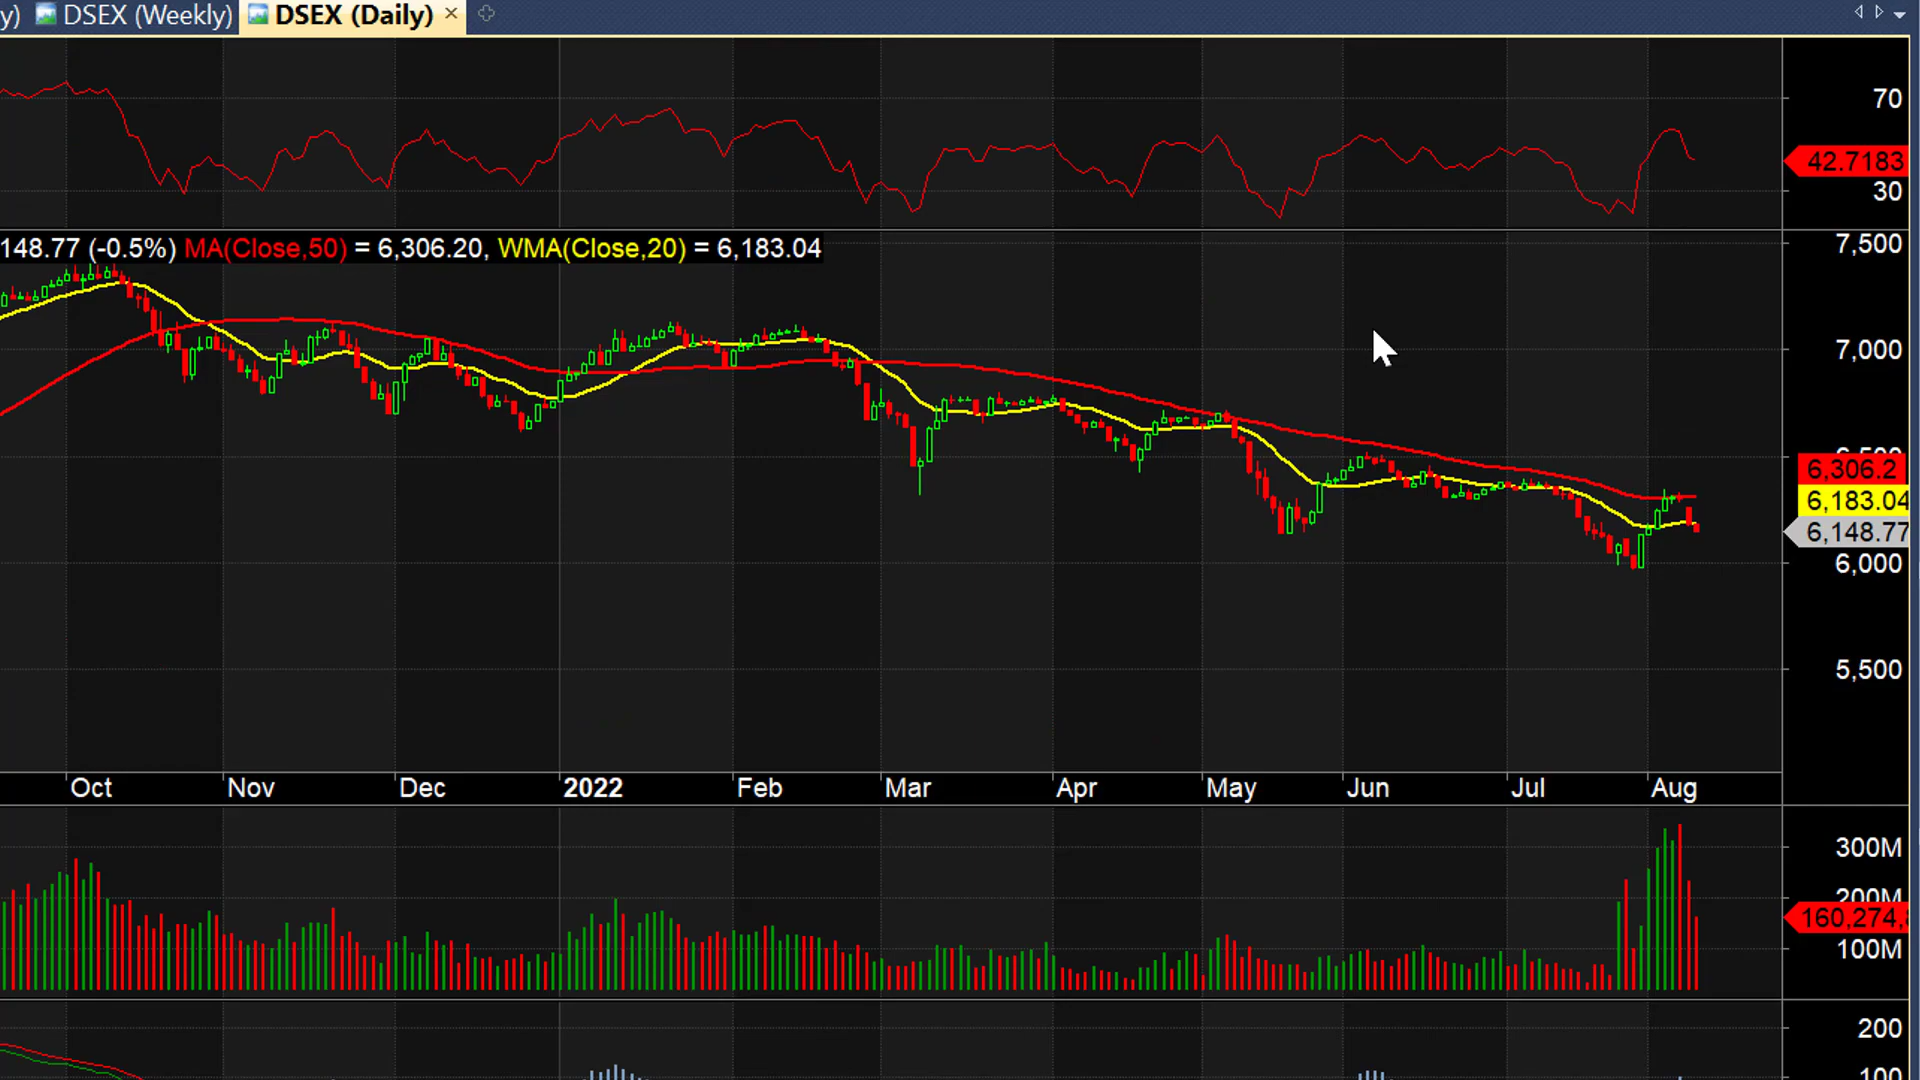 y) DSEX (Weekly) DSEX (Daily)
70
42.7183
30
148.77 (-0.5%) MA(Close,50) = 6,306.20, WMA(Close,20) = 6,183.04
7,500
7,000
6,306.2
6,183.04
6,148.77
6,000
5,500
Oct Nov Dec 2022 Feb Mar Apr May Jun Jul Aug
300M
200M
160,274,
100M
200
100